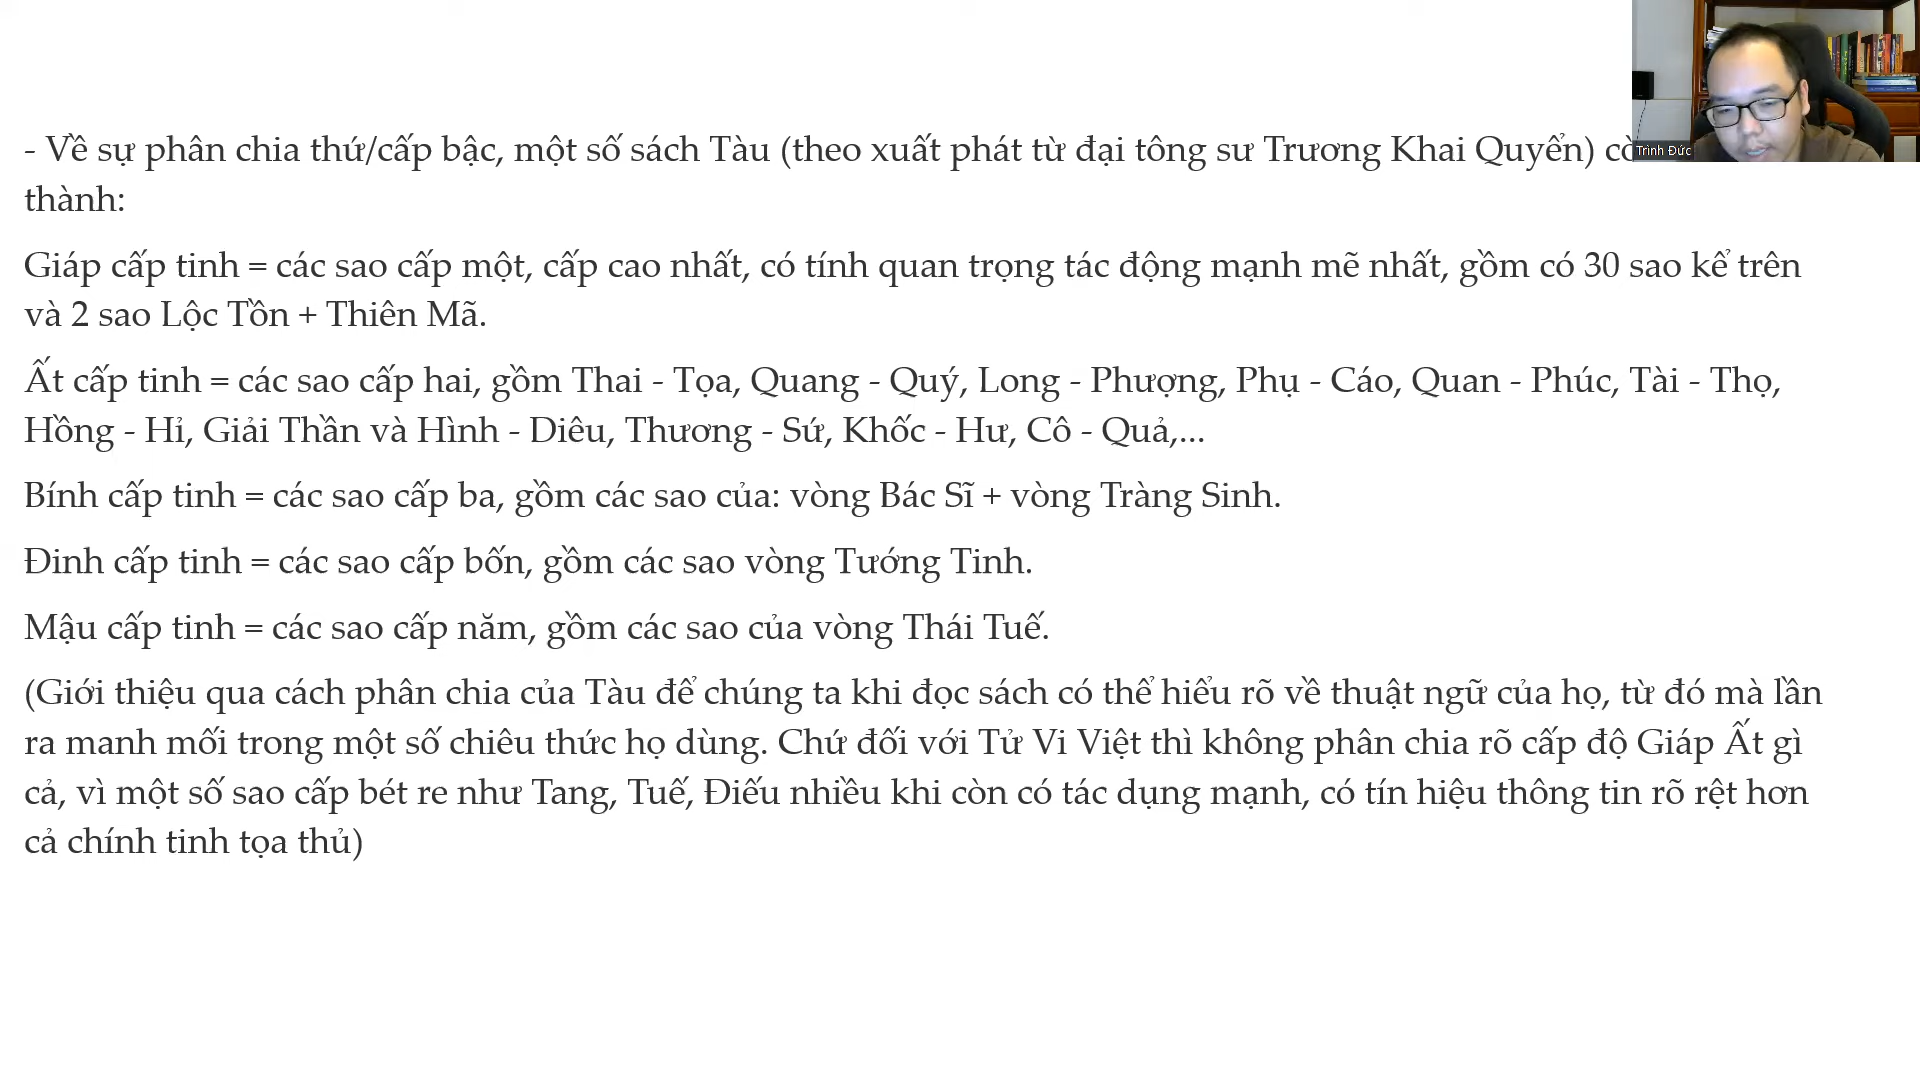 - Về sự phân chia thứ/cấp bậc, một số sách Tàu (theo xuất phát từ đại tông sư Trương Khai Quyển)
thành:
Giáp cấp tinh = các sao cấp một, cấp cao nhất, có tính quan trọng tác động mạnh mẽ nhất, gồm có 30 sao kể trên
và 2 sao Lộc Tồn + Thiên Mã.
Ất cấp tinh = các sao cấp hai, gồm Thai - Tọa, Quang - Quý, Long - Phượng, Phụ - Cáo, Quan - Phúc, Tài - Thọ,
Hồng - Hỉ, Giải Thần và Hình - Diêu, Thương - Sứ, Khốc - Hư, Cô - Quả,...
Bính cấp tinh = các sao cấp ba, gồm các sao của: vòng Bác Sĩ + vòng Tràng Sinh.
Đinh cấp tinh = các sao cấp bốn, gồm các sao vòng Tướng Tinh.
Mậu cấp tinh = các sao cấp năm, gồm các sao của vòng Thái Tuế.
(Giới thiệu qua cách phân chia của Tàu để chúng ta khi đọc sách có thể hiểu rõ về thuật ngữ của họ, từ đó mà lần
ra manh mối trong một số chiêu thức họ dùng. Chứ đối với Tử Vi Việt thì không phân chia rõ cấp độ Giáp Ất gì
cả, vì một số sao cấp bét re như Tang, Tuế, Điếu nhiều khi còn có tác dụng mạnh, có tín hiệu thông tin rõ rệt hơn
cả chính tinh tọa thủ)
Trình Đức